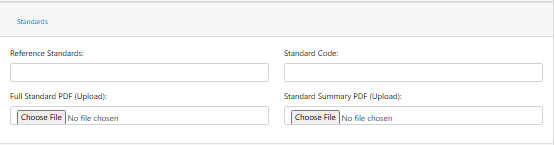 Standards
Reference Standards:
Standard Code:
Full Standard PDF (Upload):
Standard Summary PDF (Upload):
Choose File No file chosen
Choose File No file chosen